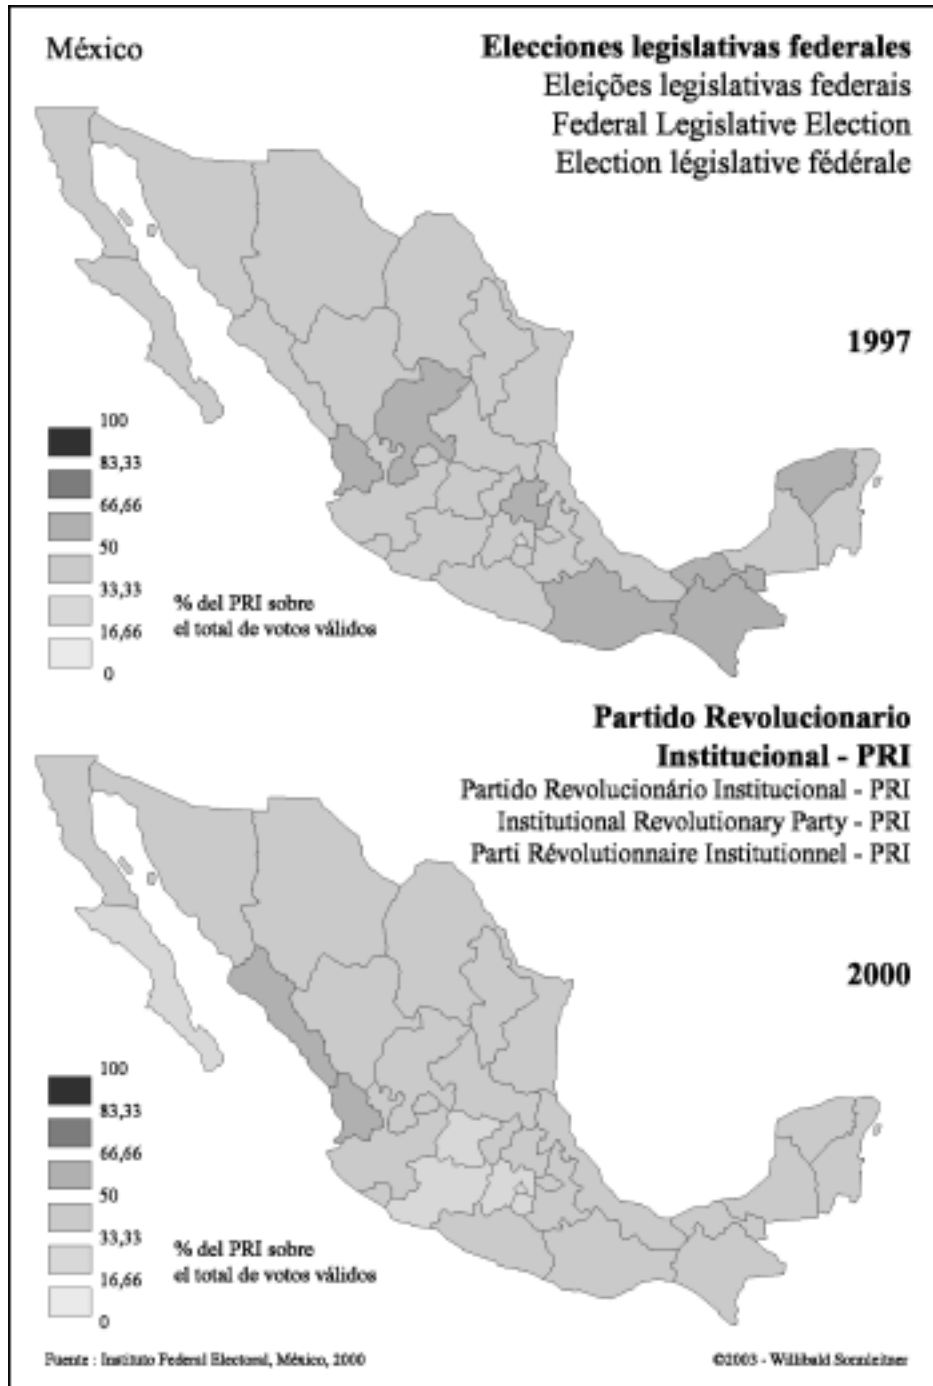 México
Elecciones legislativas federales
Eleições legislativas federais
Federal Legislative Election
Election législative fédérale
1997
100
83,33
66,66
50
33,33
16,66
0
% del PRI sobre
el total de votos válidos
Partido Revolucionario
Institucional - PRI
Partido Revolucionário Institucional - PRI
Institutional Revolutionary Party - PRI
Parti Révolutionnaire Institutionnel - PRI
2000
100
83,33
66,66
50
33,33
16,66
0
% del PRI sobre
el total de votos válidos
Fuente : Instituto Federal Electoral, México, 2000
©2003 - Willibald Sonnleitner